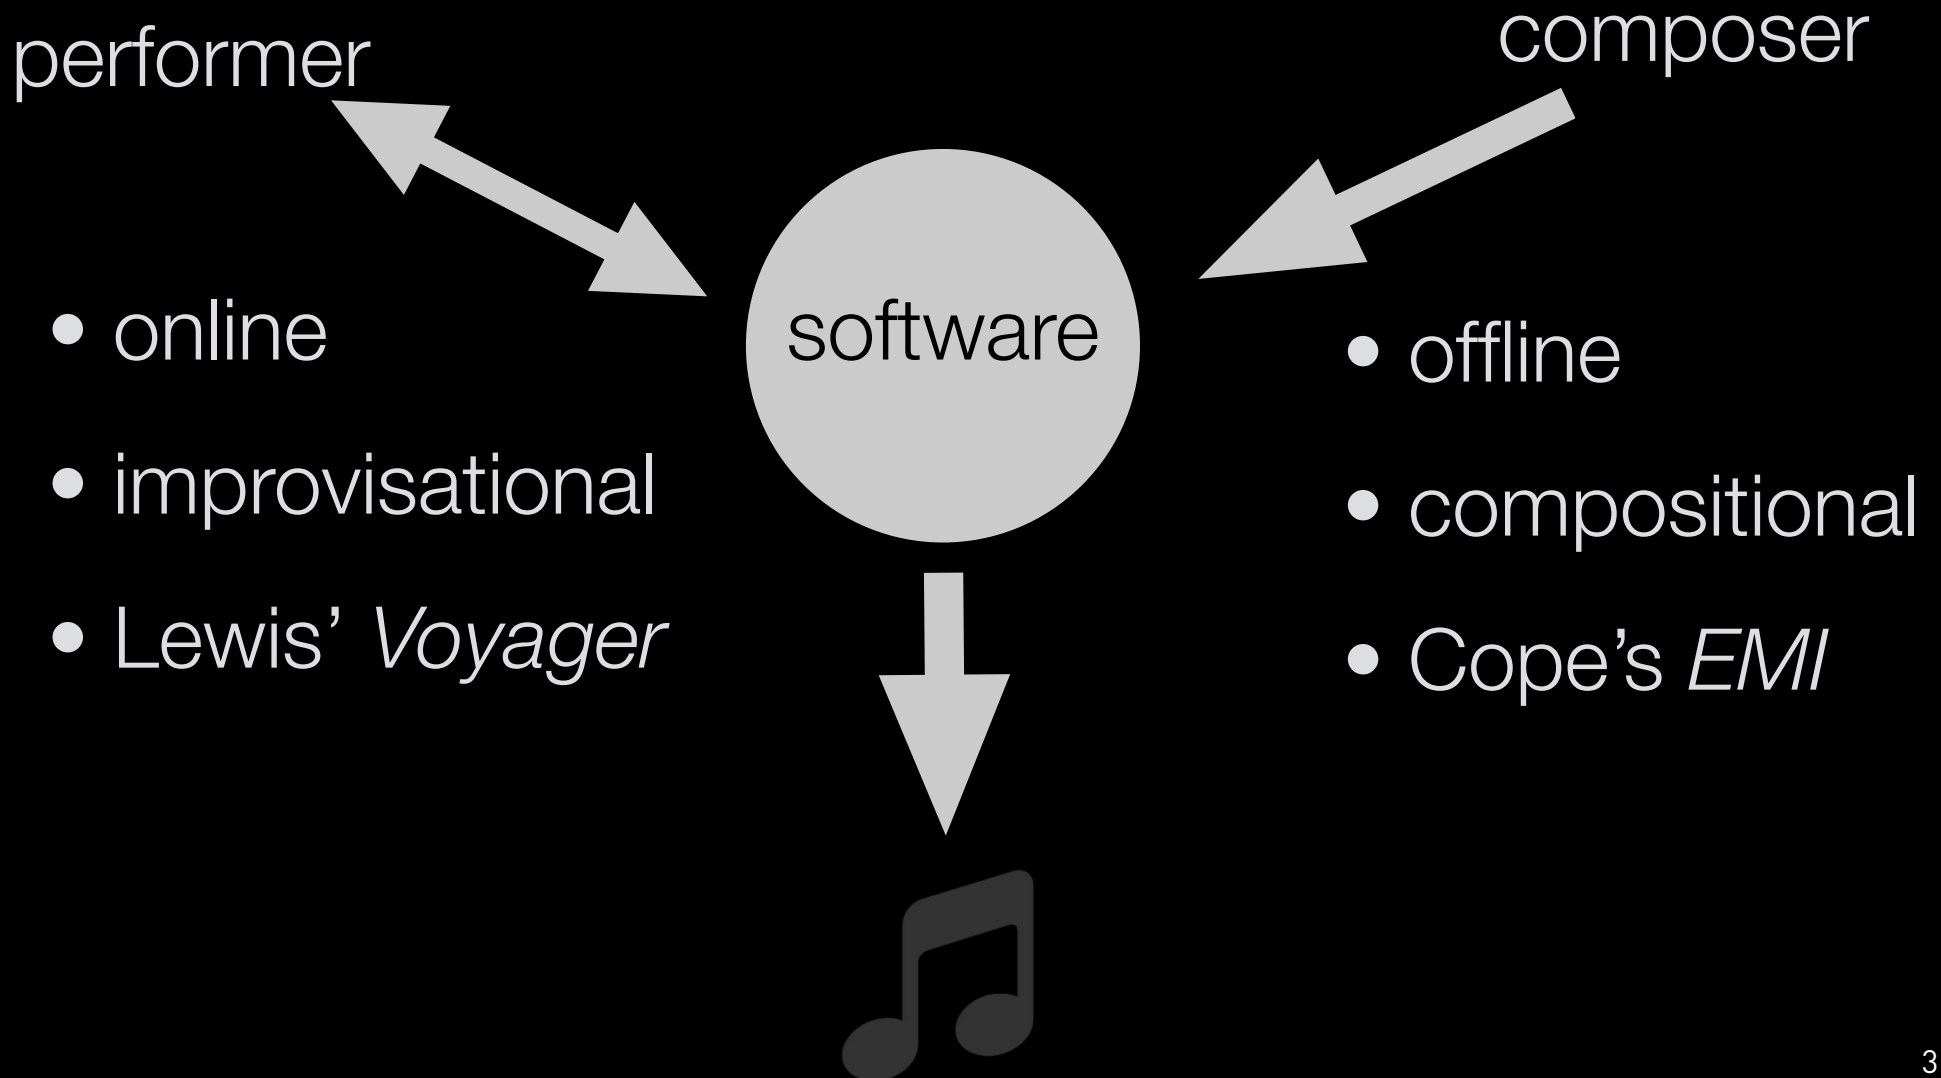 performer
composer
software
• online
• improvisational
• Lewis’ Voyager
• offline
• compositional
• Cope’s EMI
3